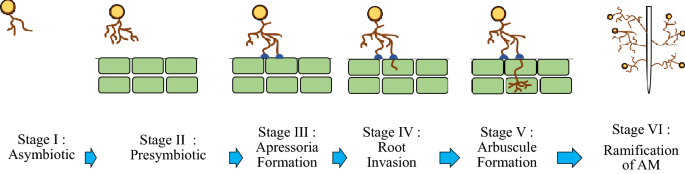 Stage I :
Asymbiotic
Stage II :
Presymbiotic
Stage III :
Apressoria
Formation
Stage IV :
Root
Invasion
Stage V :
Arbuscule
Formation
Stage VI :
Ramification
of AM